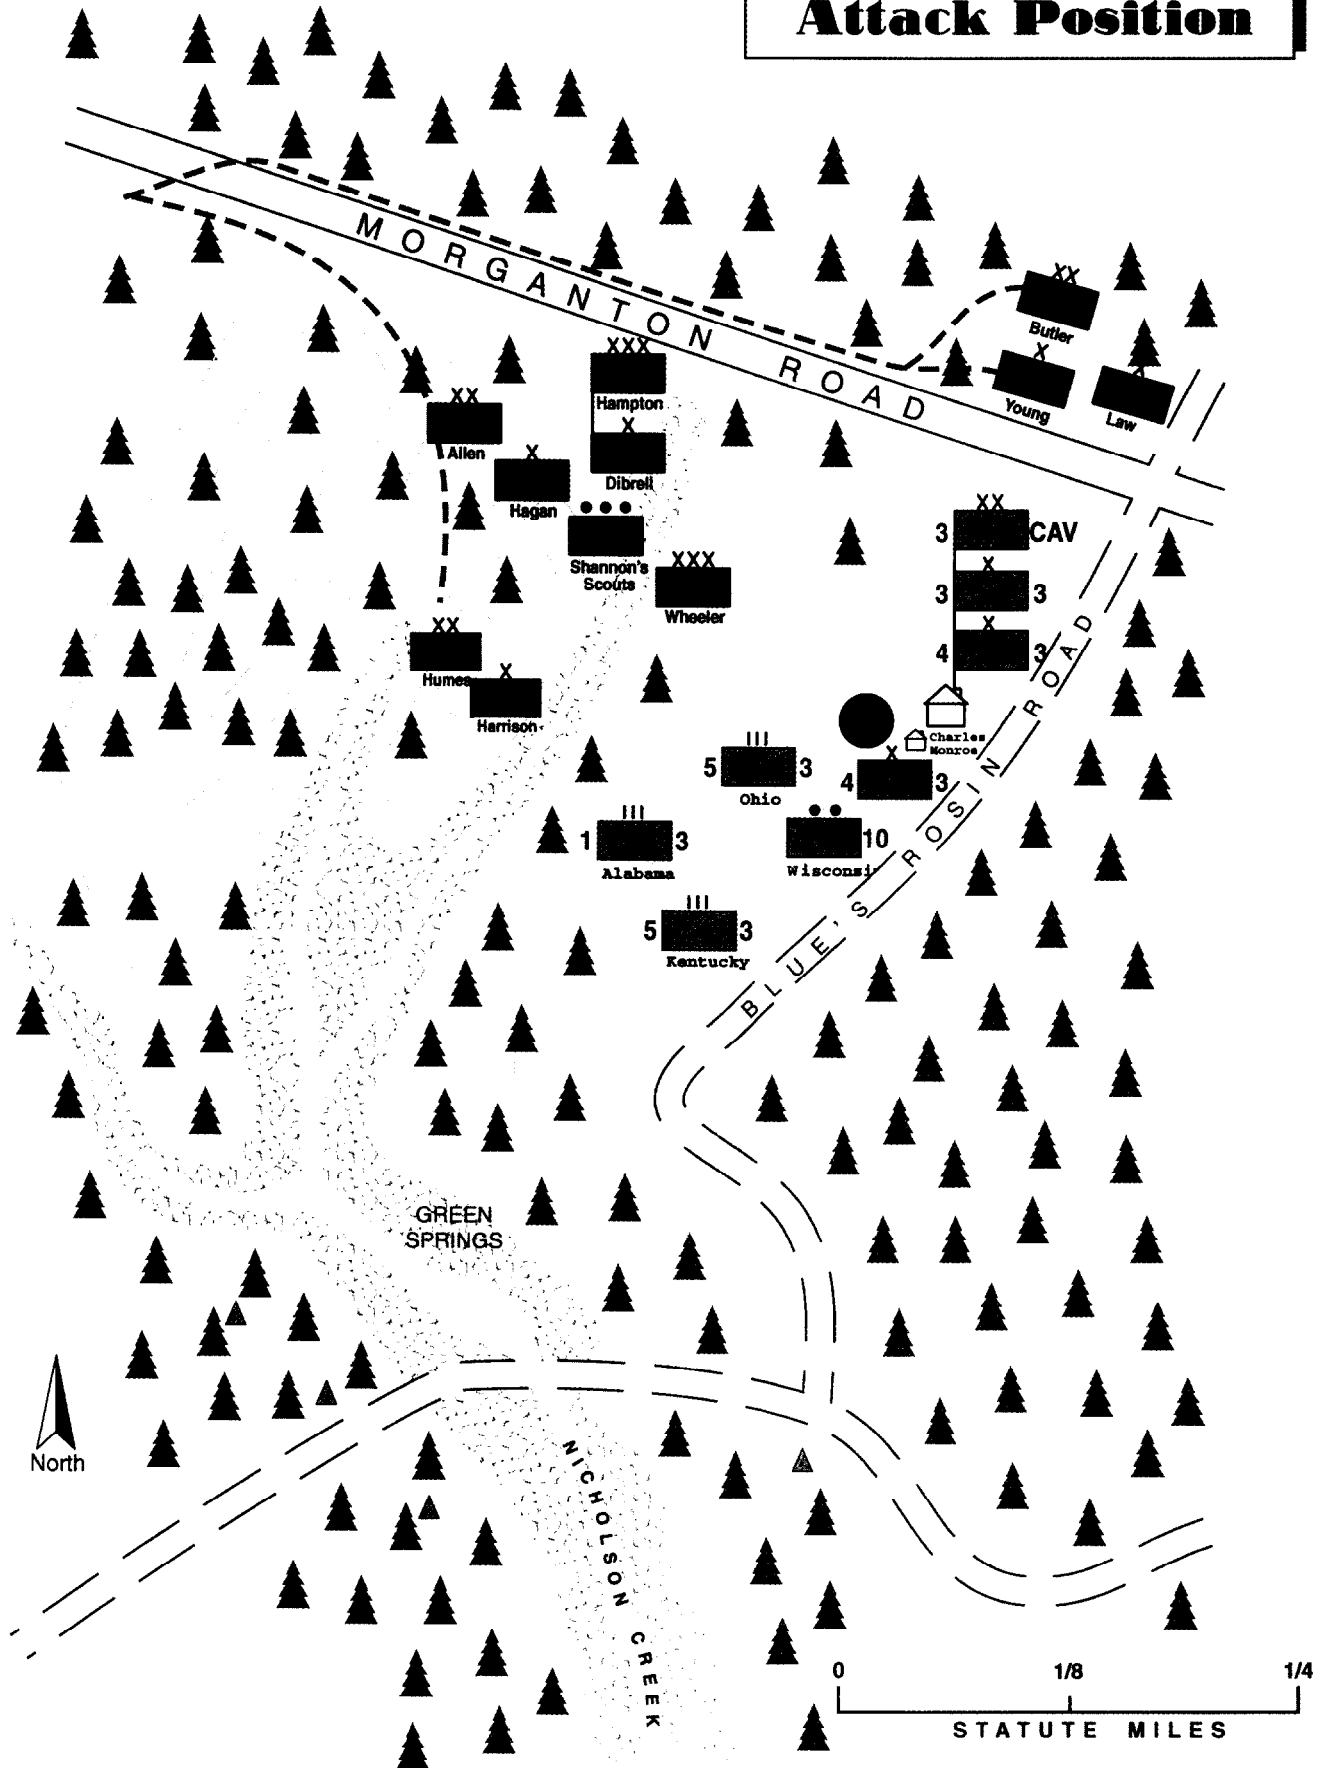 Attack Position
MORGANTON ROAD
XX
Butler
X
Young
X
Law
XXX
Hampton
X
Dibrell
XX
Allen
X
Hagan
Shannon's
Scouts
XXX
Wheeler
XX
Humes
X
Harrison
XX
3 CAV
X
3 3
X
4 3
Charles
Monroe
X
4 3
III
5 3
Ohio
10
Wisconsin
III
1 3
Alabama
III
5 3
Kentucky
BLUE'S ROSIN ROAD
GREEN
SPRINGS
North
NICHOLSON CREEK
0 1/8 1/4
STATUTE MILES